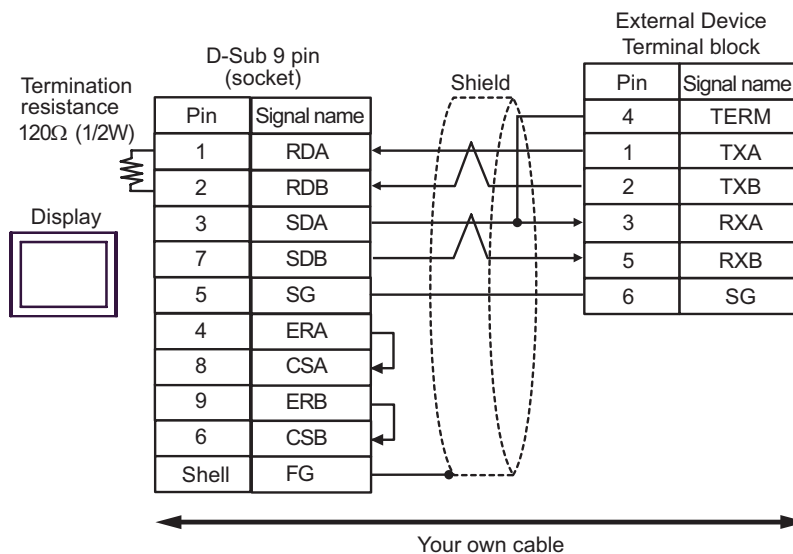 External Device
Terminal block
D-Sub 9 pin
(socket)
Shield
Termination
resistance
120Ω (1/2W)
Display
Pin Signal name
1 RDA
2 RDB
3 SDA
7 SDB
5 SG
4 ERA
8 CSA
9 ERB
6 CSB
Shell FG
Pin Signal name
4 TERM
1 TXA
2 TXB
3 RXA
5 RXB
6 SG
Your own cable